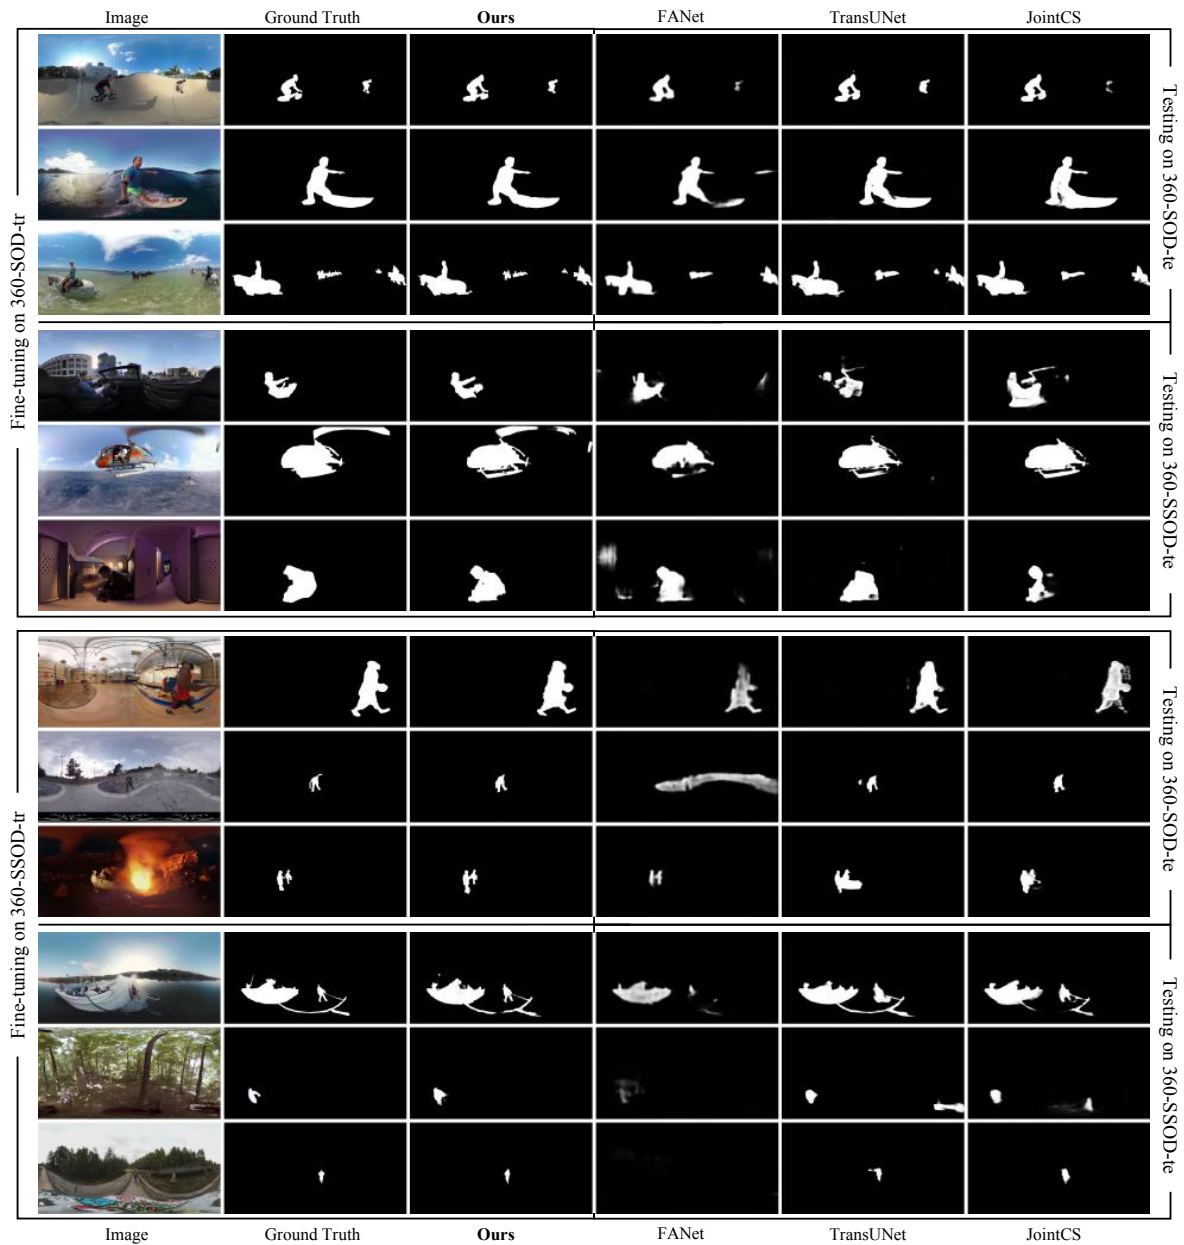 Image Ground Truth Ours FANet TransUNet JointCS
Fine-tuning on 360-SOD-tr
Testing on 360-SOD-te
Testing on 360-SSOD-te
Fine-tuning on 360-SSOD-tr
Testing on 360-SOD-te
Testing on 360-SSOD-te
Image Ground Truth Ours FANet TransUNet JointCS